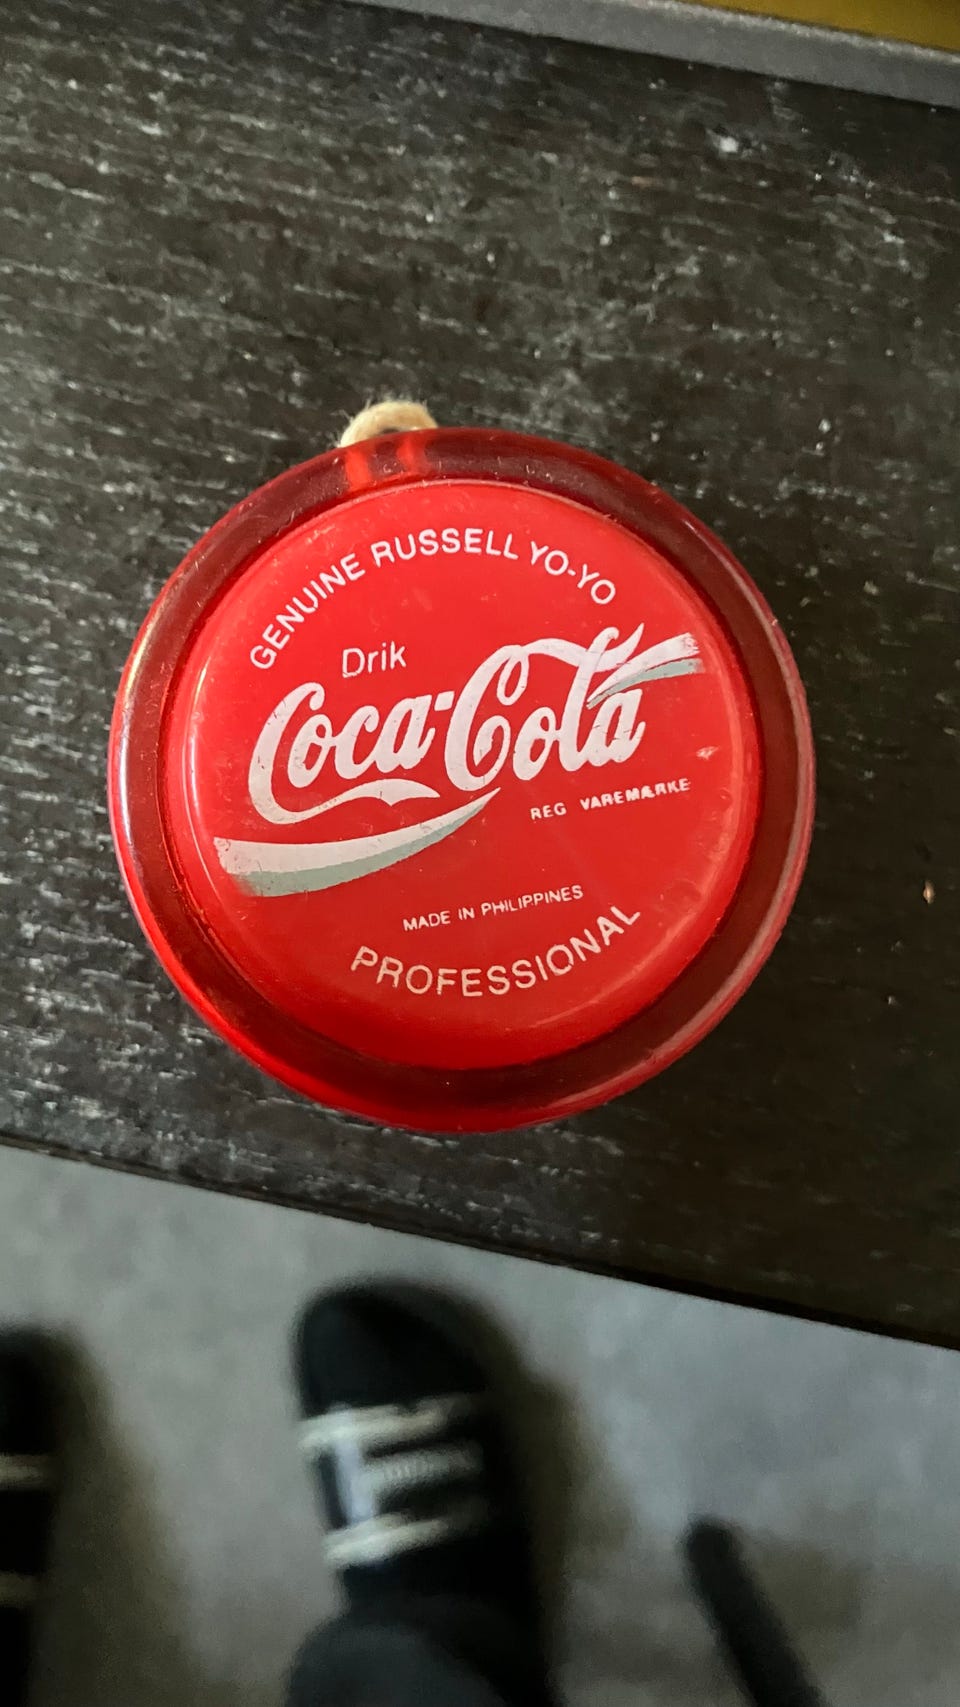 GENUINE RUSSELL YO-YO
Drik
Coca-Cola
REG VAREMÆRKE
MADE IN PHILIPPINES
PROFESSIONAL